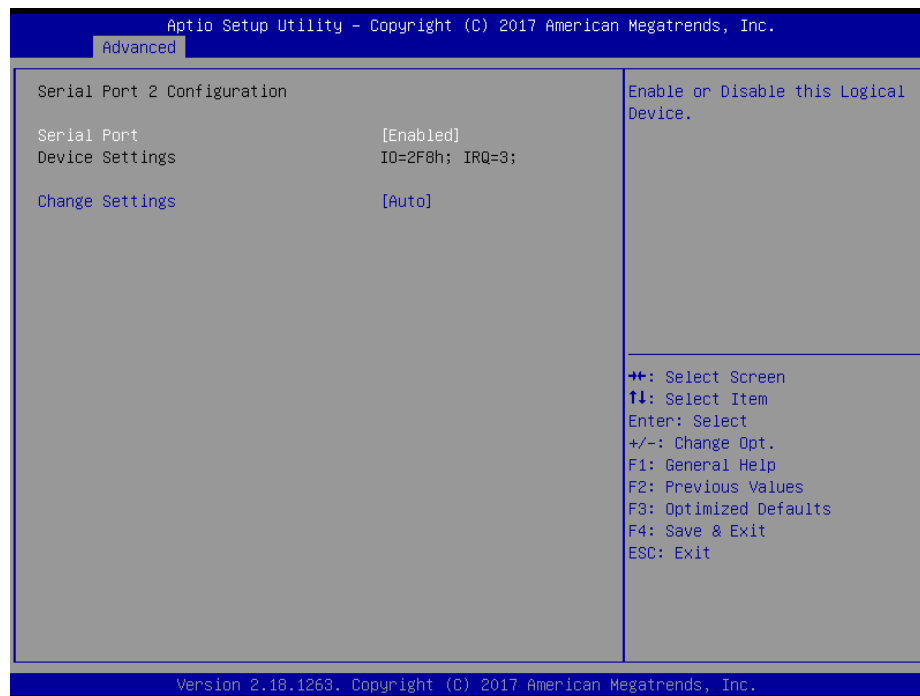 Aptio Setup Utility – Copyright (C) 2017 American Megatrends, Inc.
Advanced
Serial Port 2 Configuration
Serial Port [Enabled]
Device Settings IO=2F8h; IRQ=3;
Change Settings [Auto]
Enable or Disable this Logical
Device.
→←: Select Screen
↑↓: Select Item
Enter: Select
+/-: Change Opt.
F1: General Help
F2: Previous Values
F3: Optimized Defaults
F4: Save & Exit
ESC: Exit
Version 2.18.1263. Copyright (C) 2017 American Megatrends, Inc.